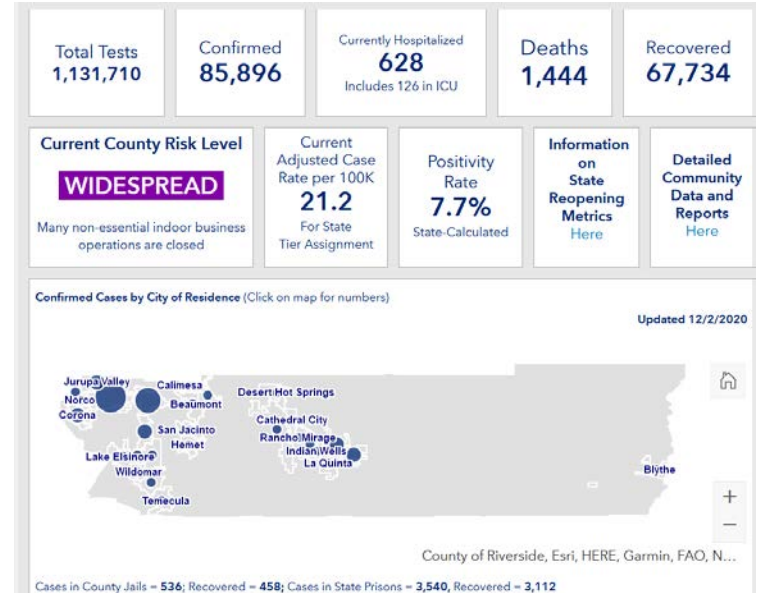 Total Tests
1,131,710
Confirmed
85,896
Currently Hospitalized
628
Includes 126 in ICU
Deaths
1,444
Recovered
67,734
Current County Risk Level
WIDESPREAD
Many non-essential indoor business
operations are closed
Current
Adjusted Case
Rate per 100K
21.2
For State
Tier Assignment
Positivity
Rate
7.7%
State-Calculated
Information
on
State
Reopening
Metrics
Here
Detailed
Community
Data and
Reports
Here
Confirmed Cases by City of Residence (Click on map for numbers)
Updated 12/2/2020
Jurupa Valley
Norco
Corona
Calimesa
Beaumont
San Jacinto
Hemet
Lake Elsinore
Wildomar
Temecula
Desert Hot Springs
Cathedral City
Rancho Mirage
Indian Wells
La Quinta
Blythe
+
−
County of Riverside, Esri, HERE, Garmin, FAO, N...
Cases in County Jails = 536; Recovered = 458; Cases in State Prisons = 3,540, Recovered = 3,112